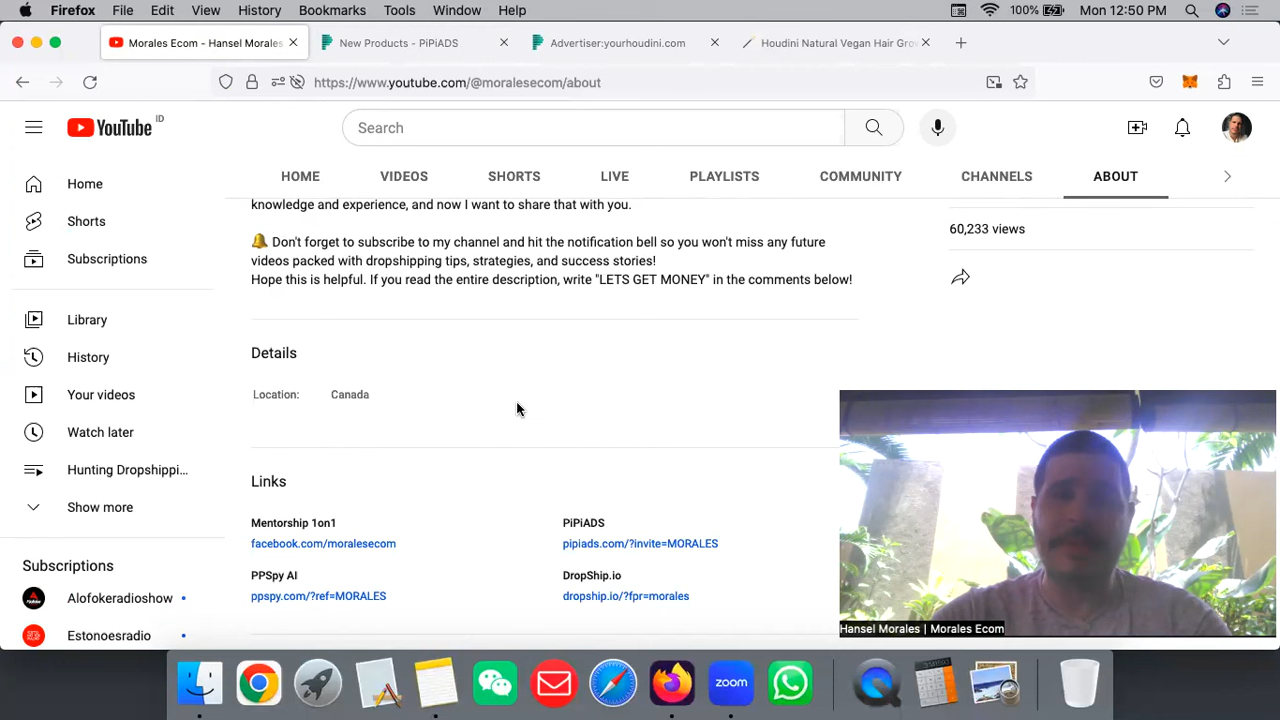 Firefox File Edit View History Bookmarks Tools Window Help 100% Mon 12:50 PM
Morales Ecom - Hansel Morales New Products - PiPiADS Advertiser:yourhoudini.com Houdini Natural Vegan Hair Gro
https://www.youtube.com/@moralesecom/about
YouTube ID Search
HOME VIDEOS SHORTS LIVE PLAYLISTS COMMUNITY CHANNELS ABOUT
Home
Shorts
Subscriptions
Library
History
Your videos
Watch later
Hunting Dropshippi...
Show more
Subscriptions
Alofokeradioshow
Estonoesradio
knowledge and experience, and now I want to share that with you.
Don't forget to subscribe to my channel and hit the notification bell so you won't miss any future
videos packed with dropshipping tips, strategies, and success stories!
Hope this is helpful. If you read the entire description, write "LETS GET MONEY" in the comments below!
60,233 views
Details
Location: Canada
Links
Mentorship 1on1
facebook.com/moralesecom
PiPiADS
pipiads.com/?invite=MORALES
PPSpy AI
ppspy.com/?ref=MORALES
DropShip.io
dropship.io/?fpr=morales
Hansel Morales | Morales Ecom
zoom